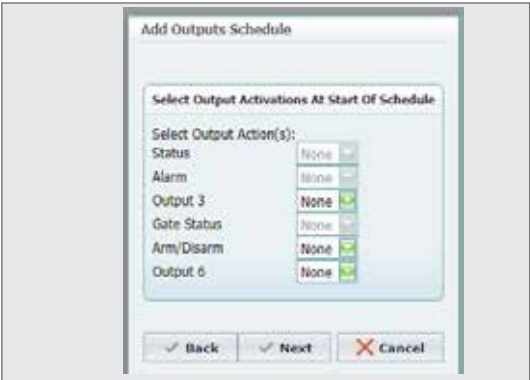 Add Outputs Schedule
Select Output Activations At Start Of Schedule
Select Output Action(s):
Status None
Alarm None
Output 3 None
Gate Status None
Arm/Disarm None
Output 6 None
Back Next Cancel